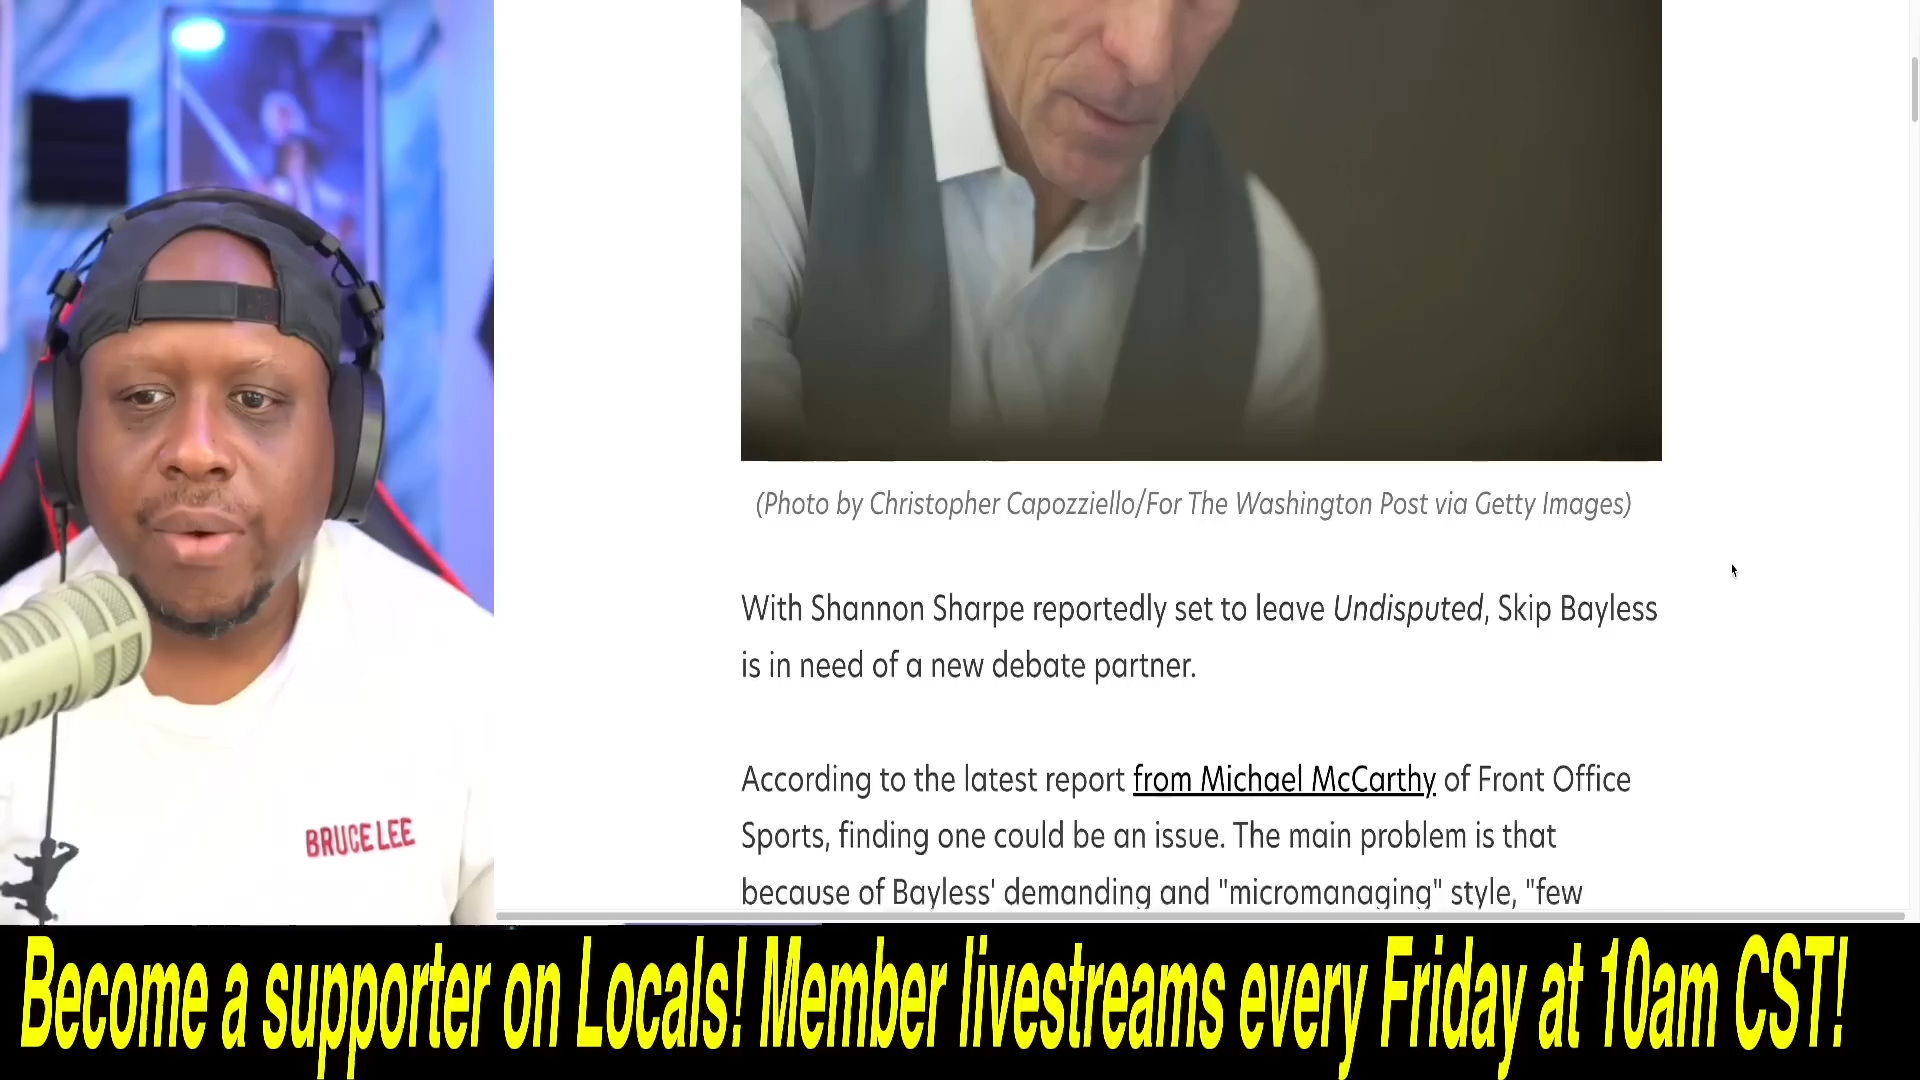 (Photo by Christopher Capozziello/For The Washington Post via Getty Images)
With Shannon Sharpe reportedly set to leave Undisputed, Skip Bayless
is in need of a new debate partner.
According to the latest report from Michael McCarthy of Front Office
Sports, finding one could be an issue. The main problem is that
because of Bayless' demanding and "micromanaging" style, "few
BRUCE LEE
Become a supporter on Locals! Member livestreams every Friday at 10am CST!